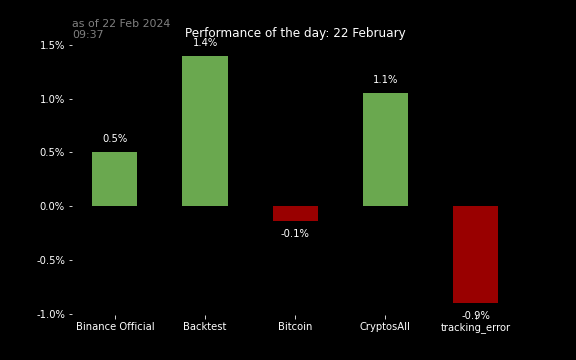 as of 22 Feb 2024
09:37
Performance of the day: 22 February
1.5%
1.0%
0.5%
0.0%
-0.5%
-1.0%
0.5%
1.4%
-0.1%
1.1%
-0.9%
Binance Official
Backtest
Bitcoin
CryptosAll
tracking_error